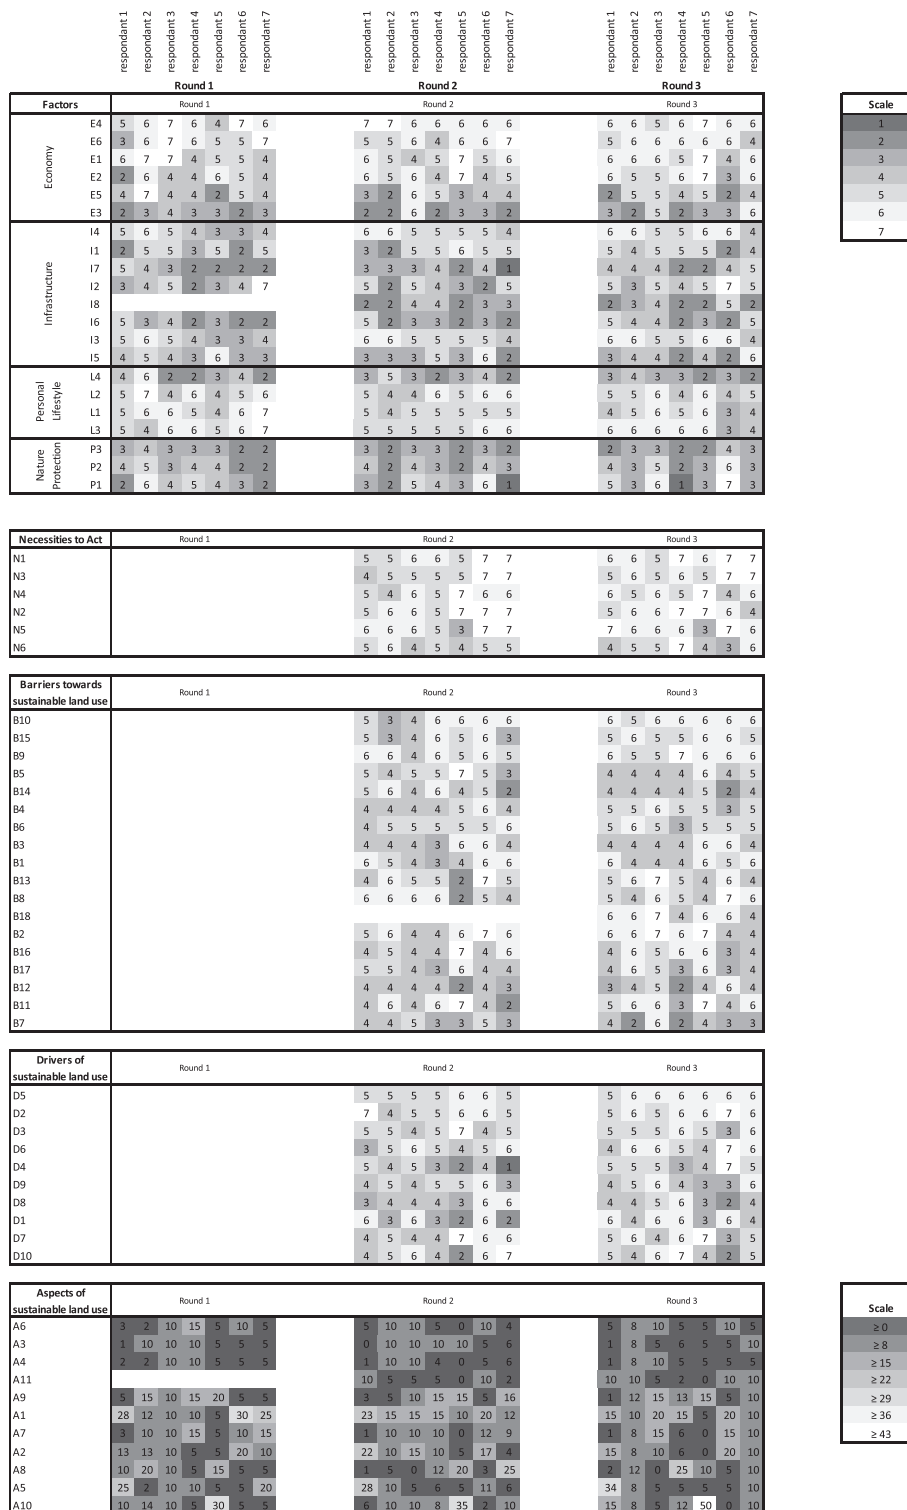 respondant 1 respondant 2 respondant 3 respondant 4 respondant 5 respondant 6 respondant 7 respondant 1 respondant 2 respondant 3 respondant 4 respondant 5 respondant 6 respondant 7 respondant 1 respondant 2 respondant 3 respondant 4 respondant 5 respondant 6 respondant 7
Round 1 Round 2 Round 3
Factors Round 1 Round 2 Round 3 Scale
Economy
E4 5 6 7 6 4 7 6 7 7 6 6 6 6 6 6 6 5 6 7 6 6 1
E6 3 6 7 6 5 5 7 5 5 6 4 6 6 7 5 6 6 6 6 6 4 2
E1 6 7 7 4 5 5 4 6 5 4 5 7 5 6 6 6 6 5 7 4 6 3
E2 2 6 4 4 6 5 4 6 5 6 4 7 4 5 6 5 5 6 7 3 6 4
E5 4 7 4 4 2 5 4 3 2 6 5 3 4 4 2 5 5 4 5 2 4 5
E3 2 3 4 3 3 2 3 2 2 6 2 3 3 2 3 2 5 2 3 3 6 6
Infrastructure
I4 5 6 5 4 3 3 4 6 6 5 5 5 5 4 6 6 5 5 6 6 4 7
I1 2 5 5 3 5 2 5 3 2 5 5 6 5 5 5 4 5 5 5 2 4
I7 5 4 3 2 2 2 2 3 3 3 4 2 4 1 4 4 4 2 2 4 5
I2 3 4 5 2 3 4 7 5 2 5 4 3 2 5 2 3 5 4 5 7 5
I8 2 2 4 4 2 3 3 2 3 4 2 2 5 2
I6 5 3 4 2 3 2 2 5 2 3 3 2 3 2 5 4 4 2 3 2 5
I3 5 6 5 4 3 3 4 6 6 5 5 5 5 4 6 6 5 5 6 6 4
I5 4 5 4 3 6 3 3 3 3 3 5 3 6 2 3 4 4 2 4 2 6
Personal
Lifestyle
L4 4 6 2 2 3 4 2 3 5 3 2 3 4 2 3 4 3 3 2 3 2
L2 5 7 4 6 4 5 6 5 4 4 6 5 6 6 5 5 6 4 6 4 5
L1 5 6 6 5 4 6 7 5 4 5 5 5 5 5 4 5 6 5 6 3 4
L3 5 4 6 6 5 6 7 5 5 5 5 5 6 6 6 6 6 6 6 3 4
Nature
Protection
P3 3 4 3 3 3 2 2 3 2 3 3 2 3 2 2 3 3 2 2 4 3
P2 4 5 3 4 4 2 2 4 2 4 3 2 4 3 4 3 5 2 3 6 3
P1 2 6 4 5 4 3 2 3 2 5 4 4 6 1 5 3 6 1 3 7 3
Necessities to Act Round 1 Round 2 Round 3
N1 5 5 6 6 5 7 7 6 6 5 7 6 7 7
N3 4 5 5 5 5 7 7 5 6 5 6 5 7 7
N4 5 4 6 5 7 6 6 6 5 6 5 7 4 6
N2 5 6 6 5 7 7 7 5 6 6 7 7 6 4
N5 6 6 6 5 3 7 7 7 6 6 6 3 7 6
N6 5 6 4 5 4 5 5 4 5 5 7 4 3 6
Barriers towards
sustainable land use Round 1 Round 2 Round 3
B10 5 3 4 6 6 6 6 6 5 6 6 6 6 6
B15 5 3 4 6 5 6 3 5 6 5 5 6 6 5
B9 6 6 4 6 5 6 5 6 5 5 7 6 6 6
B5 5 4 5 5 7 5 3 4 4 4 4 6 4 5
B14 5 6 4 6 4 5 2 4 4 4 4 5 2 4
B4 4 4 4 4 5 6 4 5 5 6 5 5 3 5
B6 4 5 5 5 5 5 6 5 6 5 3 5 5 5
B3 4 4 4 3 6 6 4 4 4 4 4 6 6 4
B1 6 5 4 3 4 6 6 6 4 4 4 6 5 6
B13 4 6 5 5 2 7 5 5 6 7 5 4 6 4
B8 6 6 6 6 2 5 4 5 4 6 5 4 7 6
B18 6 6 7 4 6 6 4
B2 5 6 4 4 6 7 6 6 6 7 6 7 4 4
B16 4 5 4 4 7 4 6 4 6 5 6 6 3 4
B17 5 5 4 3 6 4 4 4 6 5 3 6 3 4
B12 4 4 4 4 2 4 3 3 4 5 2 4 6 4
B11 4 6 4 6 7 4 2 5 6 6 3 7 4 6
B7 4 4 5 3 3 5 3 4 2 6 2 4 3 3
Drivers of
sustainable land use Round 1 Round 2 Round 3
D5 5 5 5 5 6 6 5 5 6 6 6 6 6 6
D2 7 4 5 5 6 6 5 5 6 5 6 6 7 6
D3 5 5 4 5 7 4 5 5 5 5 6 5 3 6
D6 3 5 6 5 4 5 6 4 6 6 5 4 7 6
D4 5 4 5 3 2 4 1 5 5 5 3 4 7 5
D9 4 5 4 5 5 6 3 4 5 6 4 3 3 6
D8 3 4 4 4 3 6 6 4 4 5 6 3 2 4
D1 6 3 6 3 2 6 2 6 4 6 6 3 6 4
D7 4 5 4 4 7 6 6 5 6 4 6 7 3 5
D10 4 5 6 4 2 6 7 5 4 6 7 4 2 5
Aspects of
sustainable land use Round 1 Round 2 Round 3 Scale
A6 3 2 10 15 5 10 5 5 10 10 5 0 10 4 5 8 10 5 5 10 5 ≥ 0
A3 1 10 10 10 5 5 5 0 10 10 10 10 5 6 1 8 5 6 5 5 10 ≥ 8
A4 2 2 10 10 5 5 5 1 10 10 4 0 5 6 1 8 10 5 5 5 5 ≥ 15
A11 10 5 5 5 0 10 2 10 10 5 2 0 10 10 ≥ 22
A9 5 15 10 15 20 5 5 3 5 10 15 15 5 16 1 12 15 13 15 5 10 ≥ 29
A1 28 12 10 10 5 30 25 23 15 15 15 10 20 12 15 10 20 15 5 20 10 ≥ 36
A7 3 10 10 15 5 10 15 1 10 10 10 0 12 9 1 8 15 6 0 15 10 ≥ 43
A2 13 13 10 5 5 20 10 22 10 15 10 5 17 4 15 8 10 6 0 20 10
A8 10 20 10 5 15 5 5 1 5 0 12 20 3 25 2 12 0 25 10 5 10
A5 25 2 10 10 5 5 20 28 10 5 6 5 11 6 34 8 5 5 5 5 10
A10 10 14 10 5 30 5 5 6 10 10 8 35 2 10 15 8 5 12 50 0 10